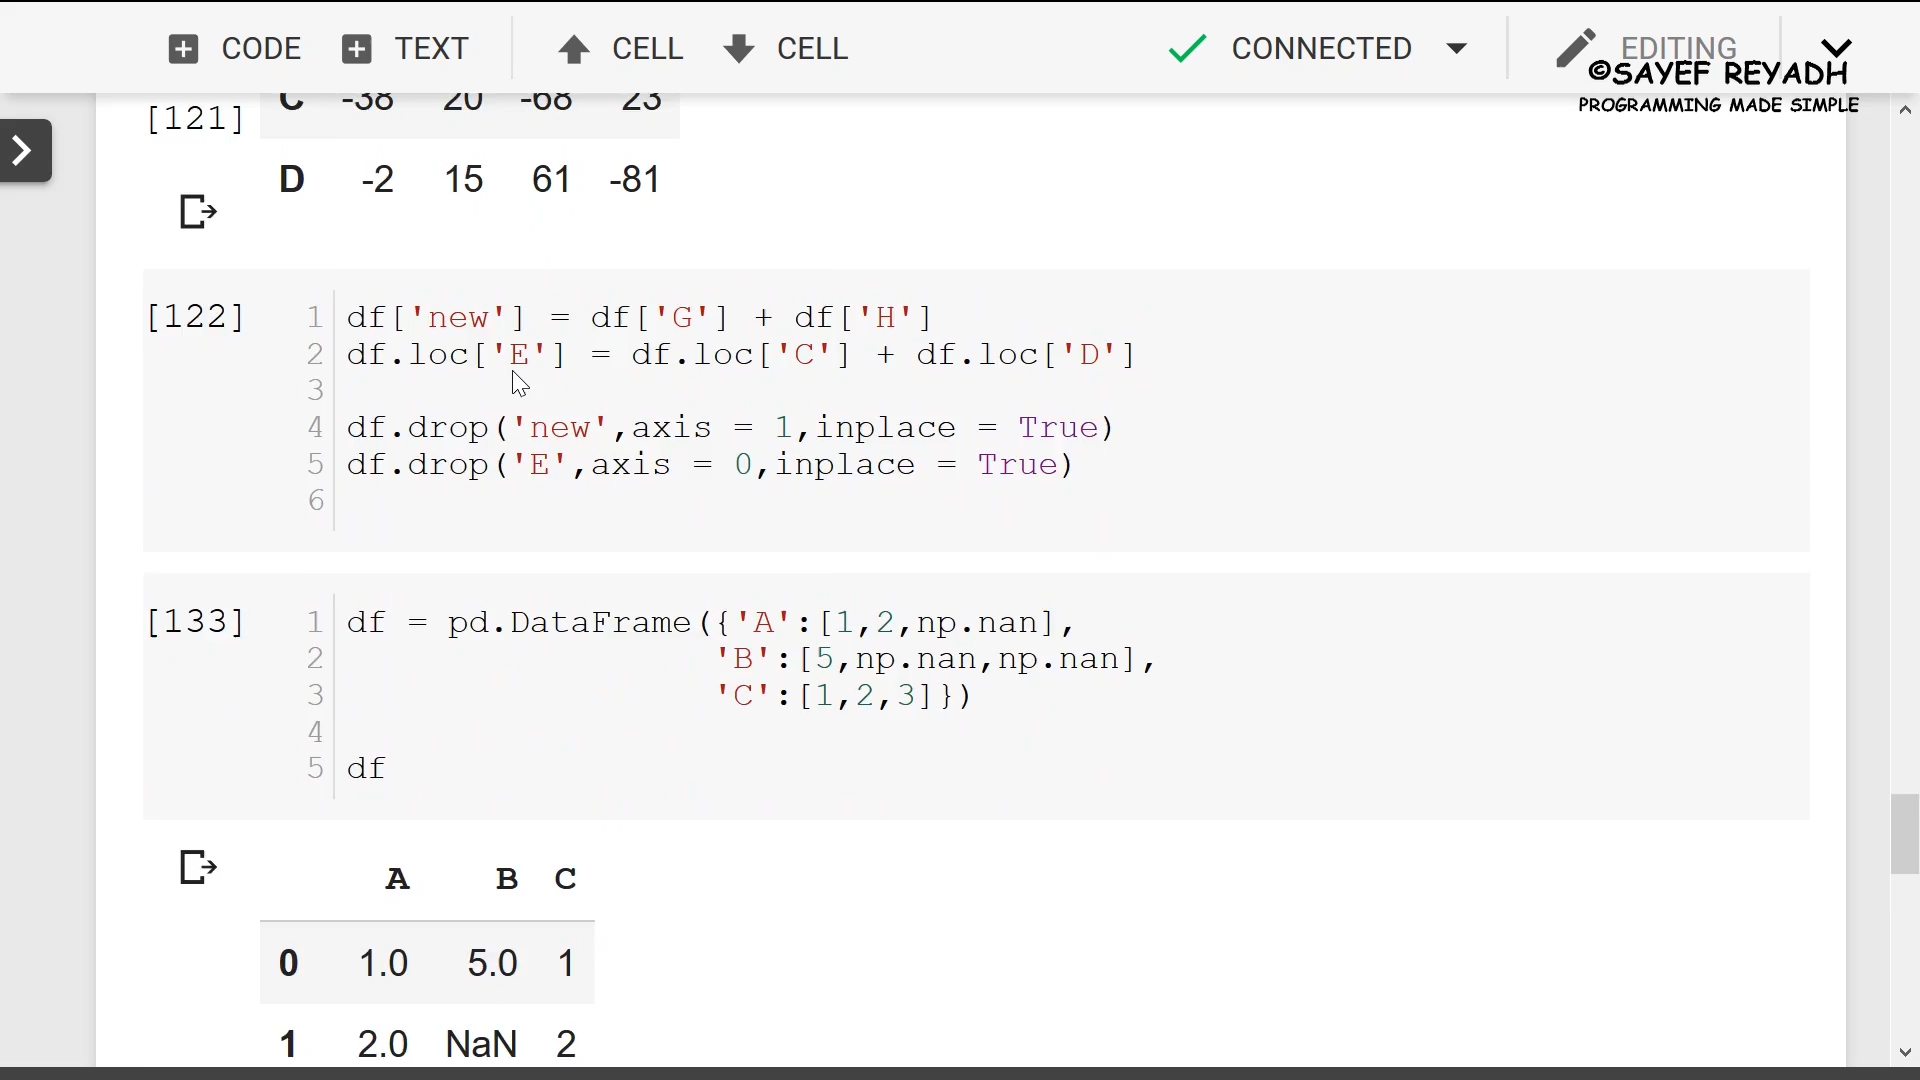 CODE TEXT CELL CELL CONNECTED EDITING
©SAYEF REYADH
PROGRAMMING MADE SIMPLE
C -38 20 -68 23
[121]
D -2 15 61 -81
[122]
1 df['new'] = df['G'] + df['H']
2 df.loc['E'] = df.loc['C'] + df.loc['D']
3
4 df.drop('new',axis = 1,inplace = True)
5 df.drop('E',axis = 0,inplace = True)
6
[133]
1 df = pd.DataFrame({'A':[1,2,np.nan],
2 'B':[5,np.nan,np.nan],
3 'C':[1,2,3]})
4
5 df
A B C
0 1.0 5.0 1
1 2.0 NaN 2